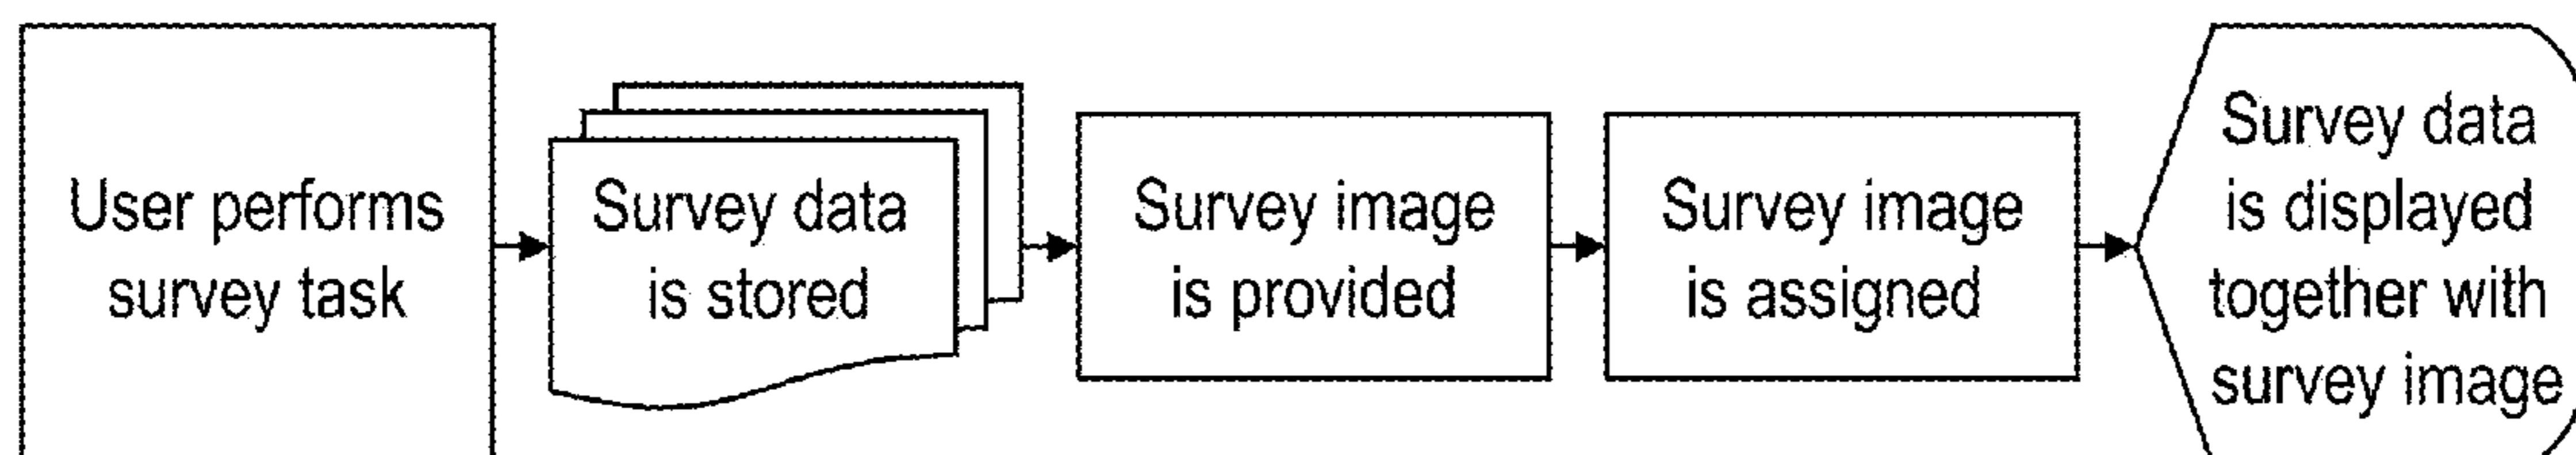 User performs
survey task
Survey data
is stored
Survey image
is provided
Survey image
is assigned
Survey data
is displayed
together with
survey image